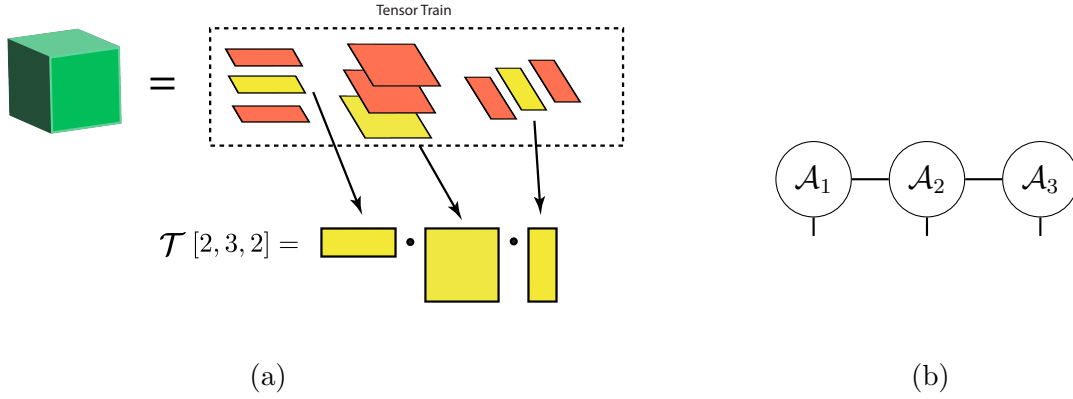 Tensor Train
=
𝒯 [2, 3, 2] =
𝒜₁ 𝒜₂ 𝒜₃
(a) (b)